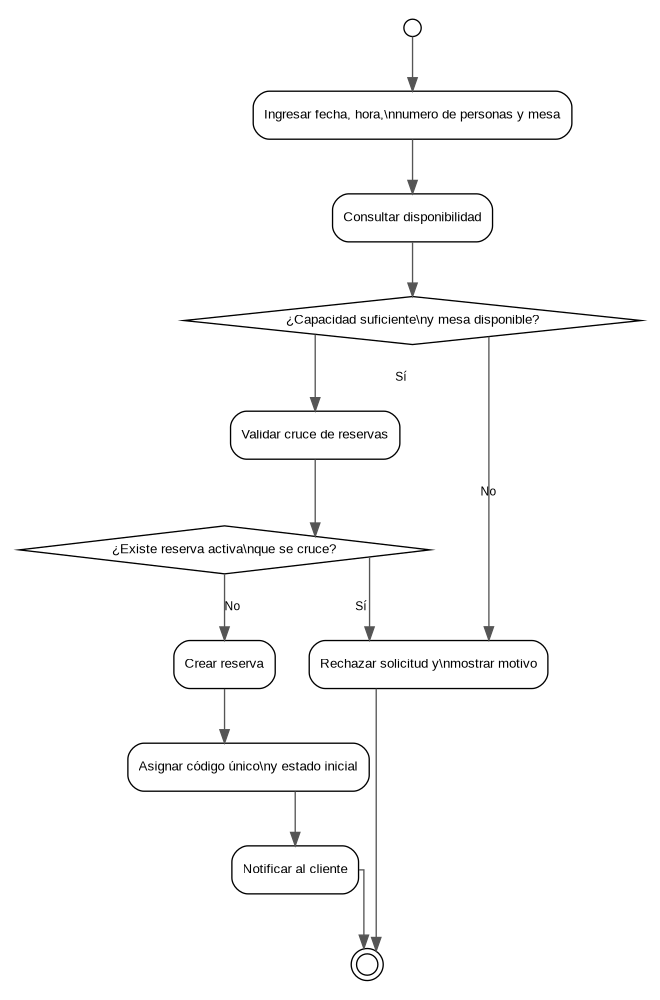 Ingresar fecha, hora,\nnumero de personas y mesa
Consultar disponibilidad
¿Capacidad suficiente\ny mesa disponible?
Sí
Validar cruce de reservas
No
¿Existe reserva activa\nque se cruce?
No
Sí
Crear reserva
Rechazar solicitud y\nmostrar motivo
Asignar código único\ny estado inicial
Notificar al cliente